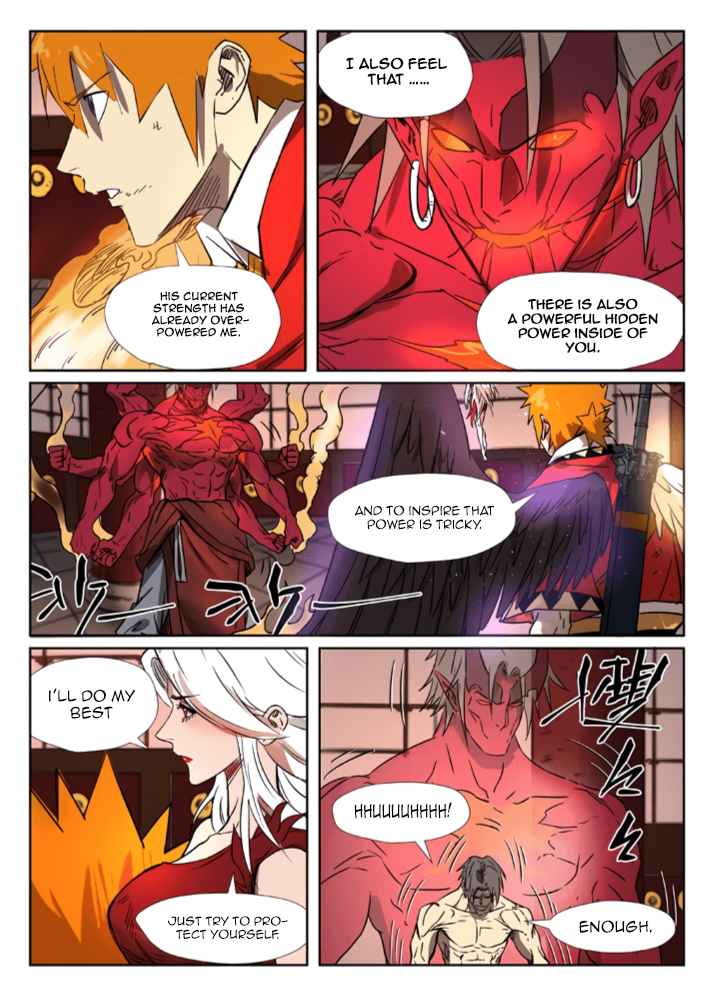 HIS CURRENT
STRENGTH HAS
ALREADY OVER-
POWERED ME.
I ALSO FEEL
THAT ......
THERE IS ALSO
A POWERFUL HIDDEN
POWER INSIDE OF
YOU.
AND TO INSPIRE THAT
POWER IS TRICKY.
I'LL DO MY
BEST
JUST TRY TO PRO-
TECT YOURSELF.
HHUUUUHHHH!
ENOUGH.